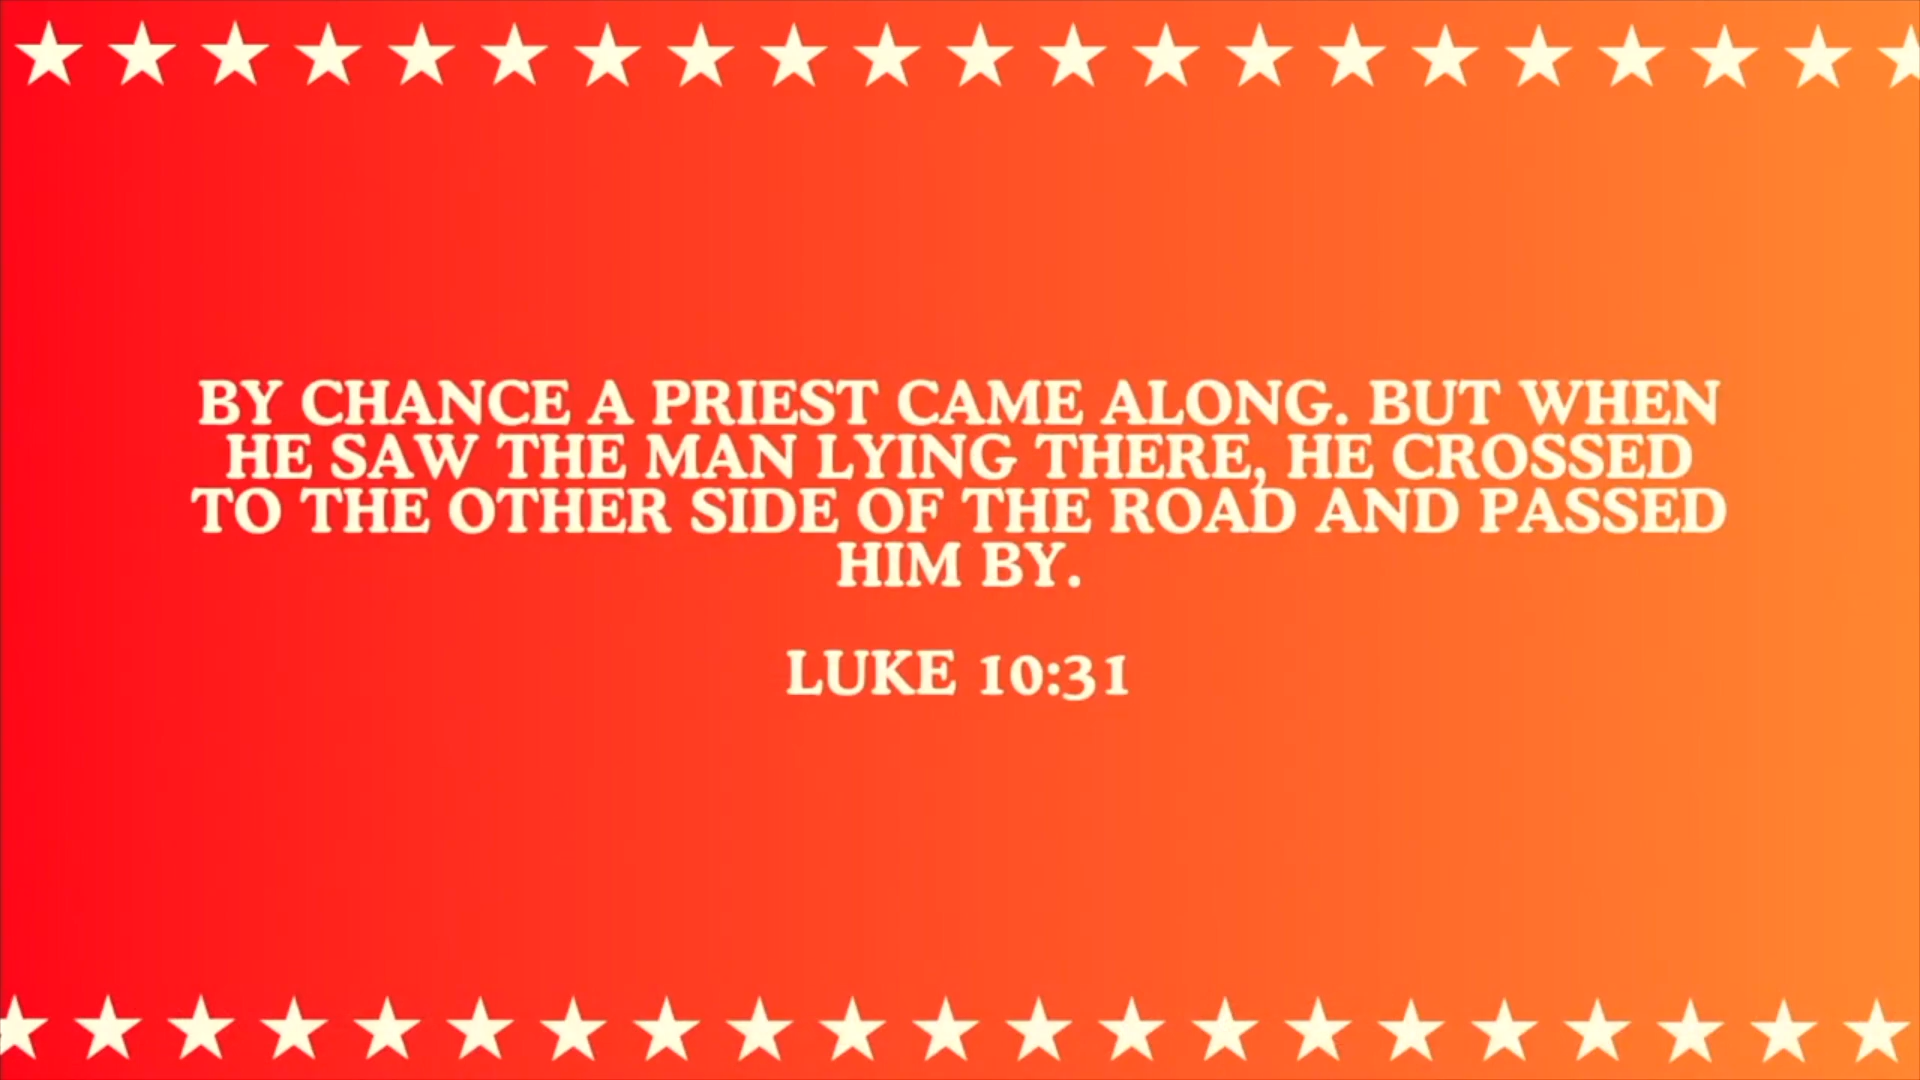 BY CHANCE A PRIEST CAME ALONG. BUT WHEN
HE SAW THE MAN LYING THERE, HE CROSSED
TO THE OTHER SIDE OF THE ROAD AND PASSED
HIM BY.
LUKE 10:31